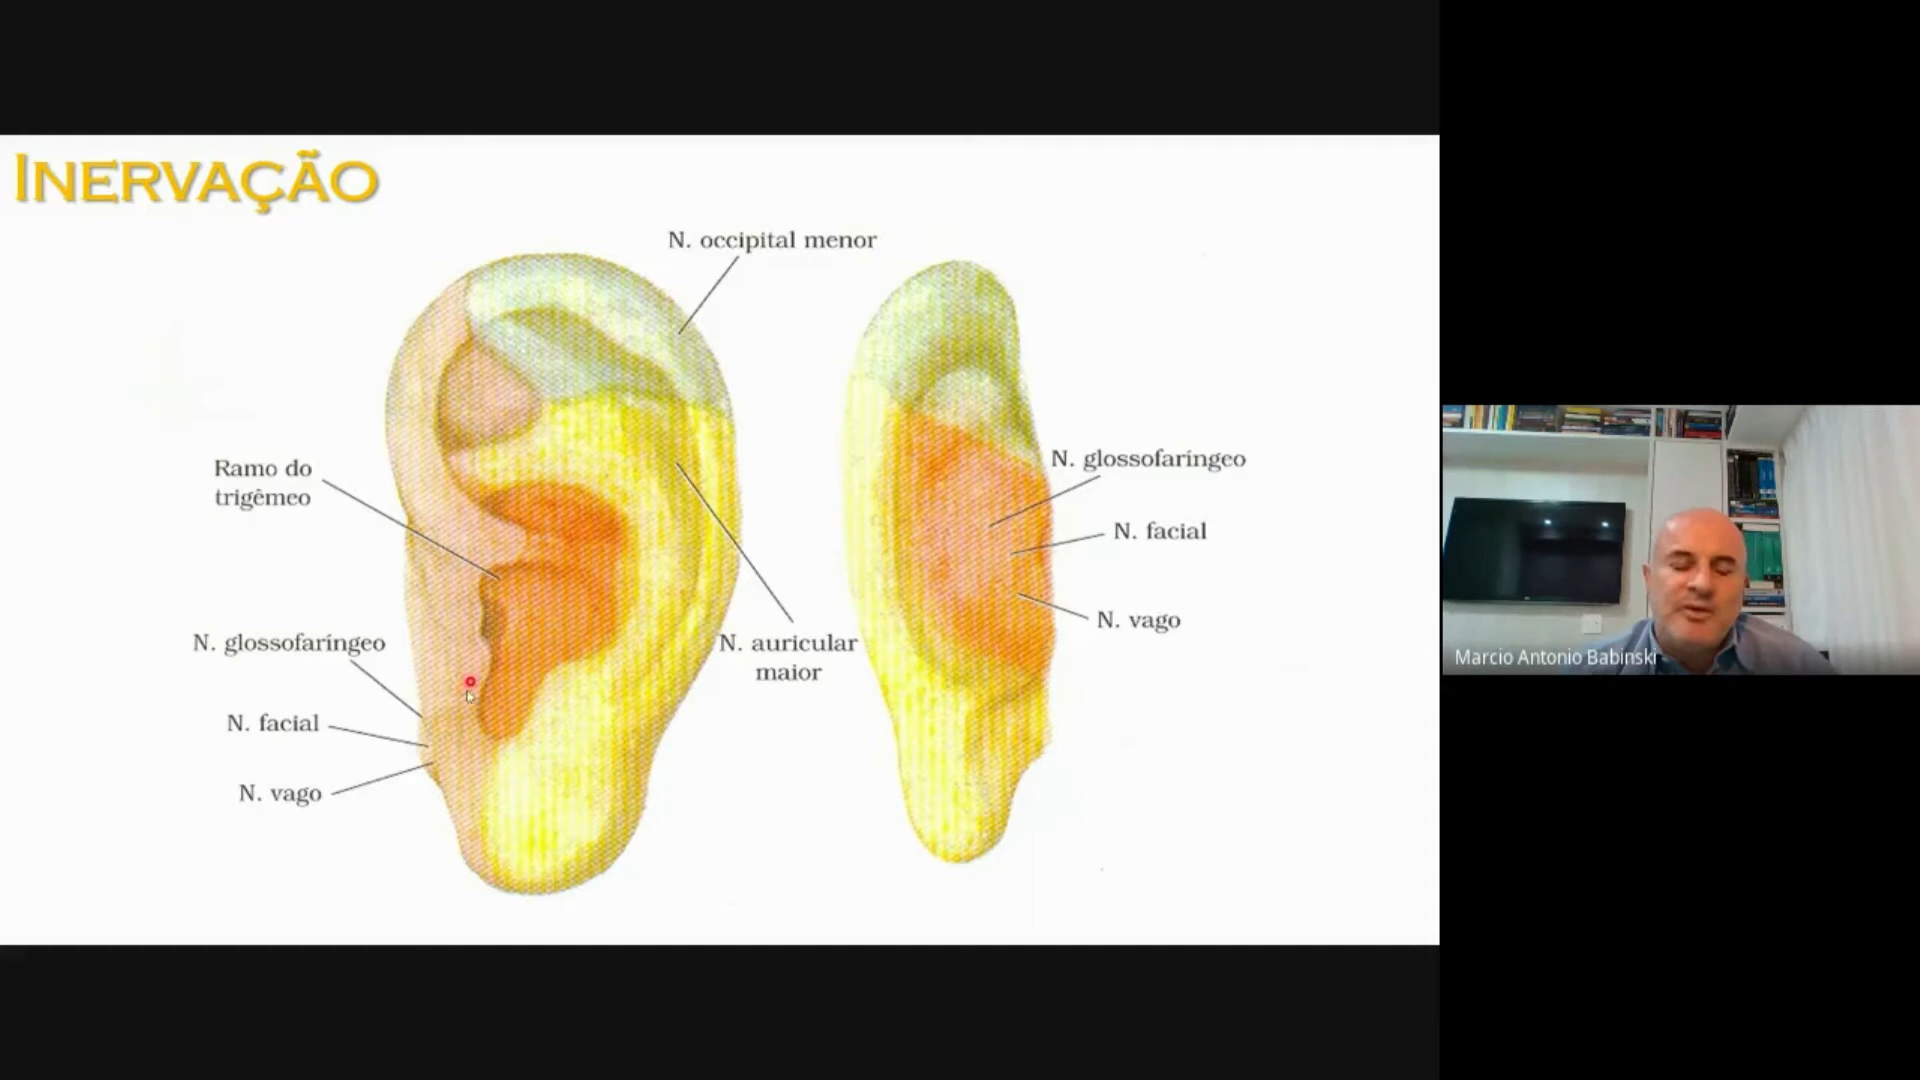 INERVAÇÃO
N. occipital menor
Ramo do
trigêmeo
N. glossofaríngeo
N. facial
N. vago
N. auricular
maior
N. glossofaríngeo
N. facial
N. vago
Marcio Antonio Babinski